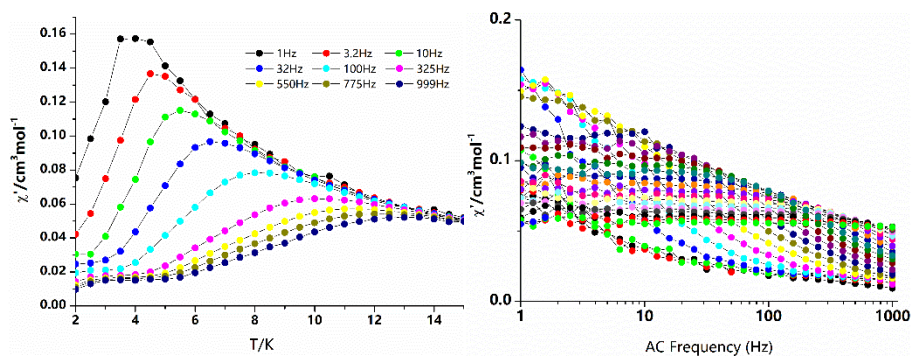 χ'/cm³mol⁻¹
0.16
0.14
0.12
0.10
0.08
0.06
0.04
0.02
0.00
1Hz 3.2Hz 10Hz
32Hz 100Hz 325Hz
550Hz 775Hz 999Hz
2 4 6 8 10 12 14
T/K
χ'/cm³mol⁻¹
0.2
0.1
0.0
1 10 100 1000
AC Frequency (Hz)